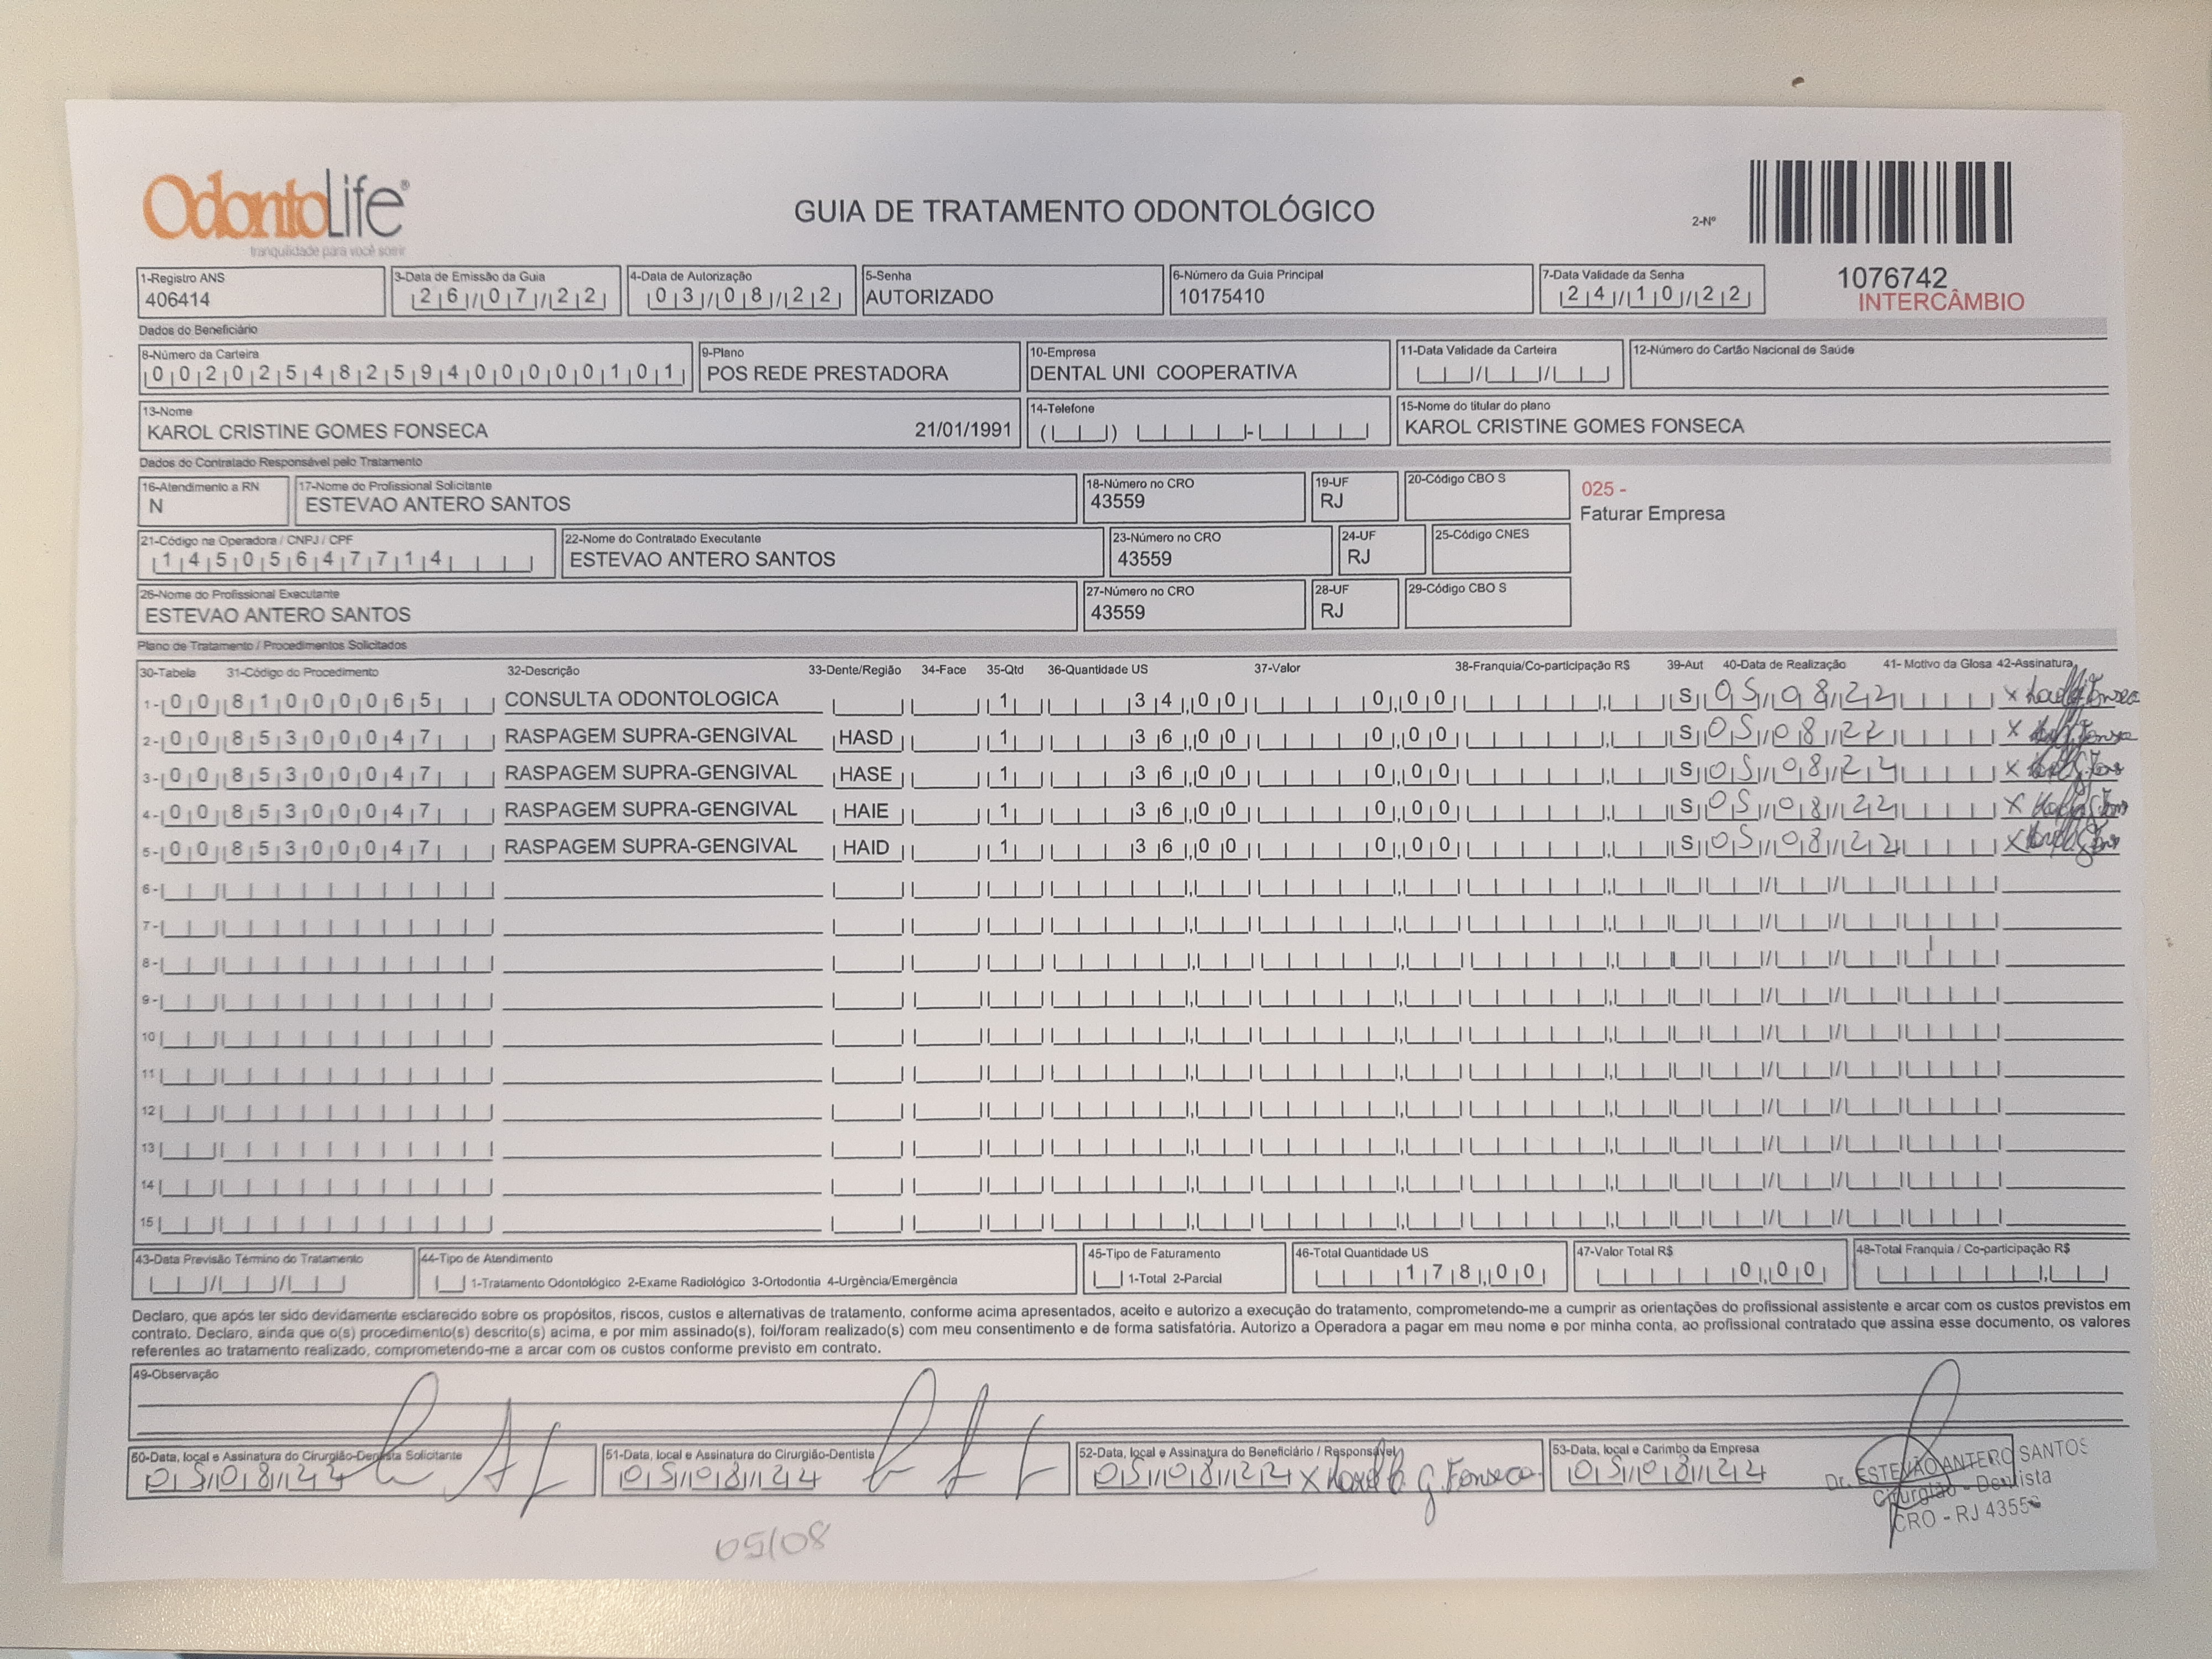 OdontoLife®
tranquilidade para você sorrir
GUIA DE TRATAMENTO ODONTOLÓGICO
2-Nº
1076742
INTERCÂMBIO
1-Registro ANS
406414
3-Data de Emissão da Guia
26/07/22
4-Data de Autorização
03/08/22
5-Senha
AUTORIZADO
6-Número da Guia Principal
10175410
7-Data Validade da Senha
24/10/22
Dados do Beneficiário
8-Número da Carteira
00202548259400000101
9-Plano
POS REDE PRESTADORA
10-Empresa
DENTAL UNI COOPERATIVA
11-Data Validade da Carteira
12-Número do Cartão Nacional de Saúde
13-Nome
KAROL CRISTINE GOMES FONSECA 21/01/1991
14-Telefone
15-Nome do titular do plano
KAROL CRISTINE GOMES FONSECA
Dados do Contratado Responsável pelo Tratamento
16-Atendimento a RN
N
17-Nome do Profissional Solicitante
ESTEVAO ANTERO SANTOS
18-Número no CRO
43559
19-UF
RJ
20-Código CBO S
025 -
Faturar Empresa
21-Código na Operadora / CNPJ / CPF
14505647714
22-Nome do Contratado Executante
ESTEVAO ANTERO SANTOS
23-Número no CRO
43559
24-UF
RJ
25-Código CNES
26-Nome do Profissional Executante
ESTEVAO ANTERO SANTOS
27-Número no CRO
43559
28-UF
RJ
29-Código CBO S
Plano de Tratamento / Procedimentos Solicitados
30-Tabela 31-Código do Procedimento 32-Descrição 33-Dente/Região 34-Face 35-Qtd 36-Quantidade US 37-Valor 38-Franquia/Co-participação R$ 39-Aut 40-Data de Realização 41- Motivo da Glosa 42-Assinatura
1- 00 81000065 CONSULTA ODONTOLOGICA 1 34,00 0,00 S 05/08/22 X
2- 00 85300047 RASPAGEM SUPRA-GENGIVAL HASD 1 36,00 0,00 S 05/08/22 X
3- 00 85300047 RASPAGEM SUPRA-GENGIVAL HASE 1 36,00 0,00 S 05/08/22 X
4- 00 85300047 RASPAGEM SUPRA-GENGIVAL HAIE 1 36,00 0,00 S 05/08/22 X
5- 00 85300047 RASPAGEM SUPRA-GENGIVAL HAID 1 36,00 0,00 S 05/08/22 X
6-
7-
8-
9-
10
11
12
13
14
15
43-Data Previsão Término do Tratamento
44-Tipo de Atendimento
1-Tratamento Odontológico 2-Exame Radiológico 3-Ortodontia 4-Urgência/Emergência
45-Tipo de Faturamento
1-Total 2-Parcial
46-Total Quantidade US
178,00
47-Valor Total R$
0,00
48-Total Franquia / Co-participação R$
Declaro, que após ter sido devidamente esclarecido sobre os propósitos, riscos, custos e alternativas de tratamento, conforme acima apresentados, aceito e autorizo a execução do tratamento, comprometendo-me a cumprir as orientações do profissional assistente e arcar com os custos previstos em
contrato. Declaro, ainda que o(s) procedimento(s) descrito(s) acima, e por mim assinado(s), foi/foram realizado(s) com meu consentimento e de forma satisfatória. Autorizo a Operadora a pagar em meu nome e por minha conta, ao profissional contratado que assina esse documento, os valores
referentes ao tratamento realizado, comprometendo-me a arcar com os custos conforme previsto em contrato.
49-Observação
50-Data, local e Assinatura do Cirurgião-Dentista Solicitante
05/08/22
51-Data, local e Assinatura do Cirurgião-Dentista
05/08/22
52-Data, local e Assinatura do Beneficiário / Responsável
05/08/22 X Karol C. G. Fonseca
53-Data, local e Carimbo da Empresa
05/08/22
Dr. ESTEVÃO ANTERO SANTOS
Cirurgião - Dentista
CRO - RJ 43559
05/08